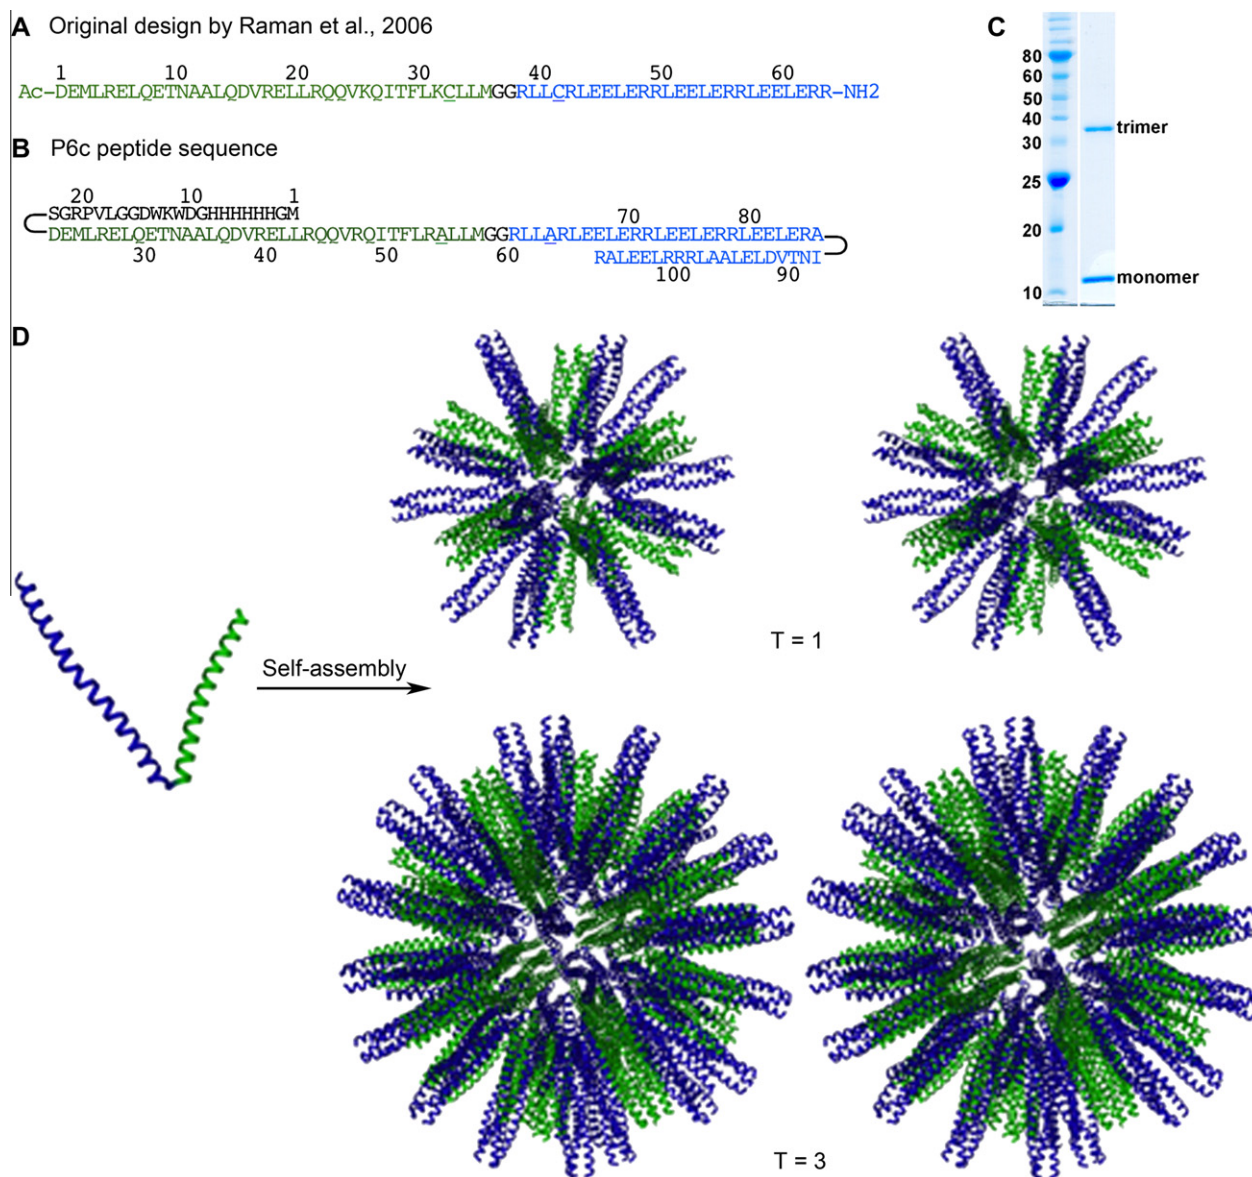 A Original design by Raman et al., 2006
1 10 20 30 40 50 60
Ac-DEMLRELQETNAALQDVRELLRQQVKQITFLKCLLMGGRLLCRLEELERRLEELERRLEELERR-NH2
B P6c peptide sequence
20 10 1
SGRPVLGGDWKWDGHHHHHHGM
70 80
DEMLRELQETNAALQDVRELLRQQVRQITFLRALLMGGRLLARLEELERRLEELERRLEELERA
30 40 50 60
RALEELRRRLAALELDVTNI
100 90
C
80
60
50
40
30
25
20
10
trimer
monomer
D
Self-assembly
T = 1
T = 3